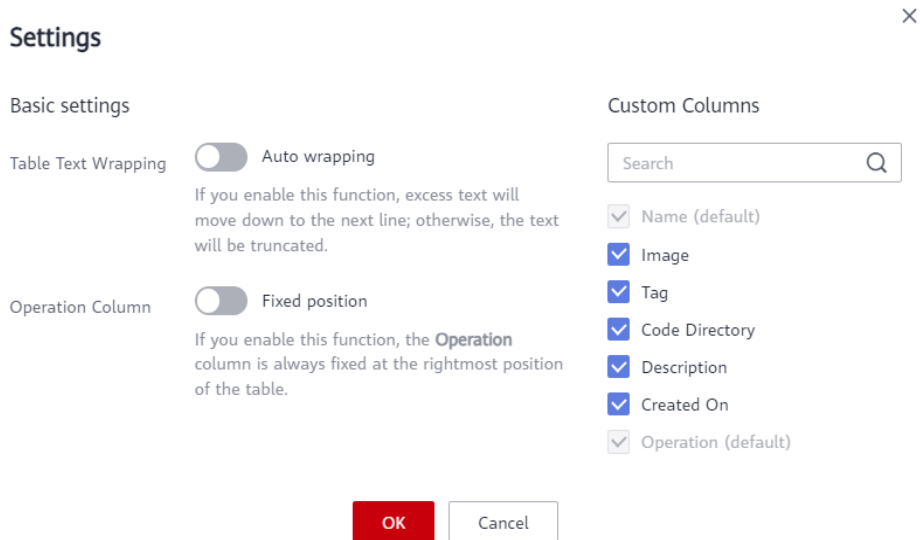 Settings
Basic settings
Table Text Wrapping
Auto wrapping
If you enable this function, excess text will
move down to the next line; otherwise, the text
will be truncated.
Operation Column
Fixed position
If you enable this function, the Operation
column is always fixed at the rightmost position
of the table.
Custom Columns
Search
Name (default)
Image
Tag
Code Directory
Description
Created On
Operation (default)
OK
Cancel